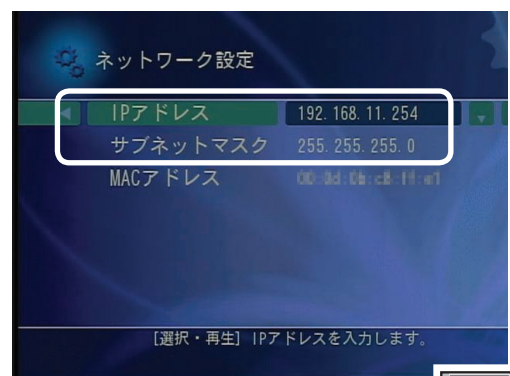 ネットワーク設定
IPアドレス 192.168.11.254
サブネットマスク 255.255.255.0
MACアドレス
[選択・再生] IPアドレスを入力します。